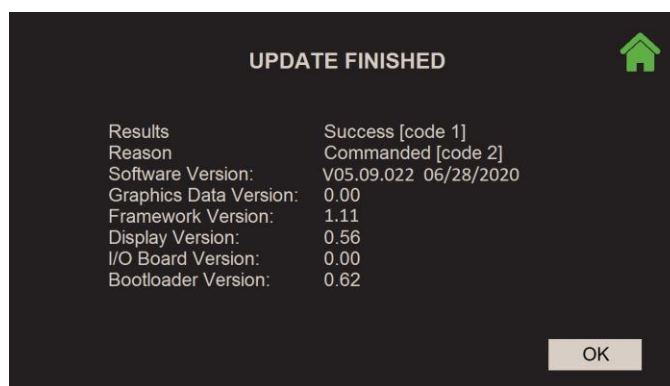 UPDATE FINISHED
Results Success [code 1]
Reason Commanded [code 2]
Software Version: V05.09.022 06/28/2020
Graphics Data Version: 0.00
Framework Version: 1.11
Display Version: 0.56
I/O Board Version: 0.00
Bootloader Version: 0.62
OK